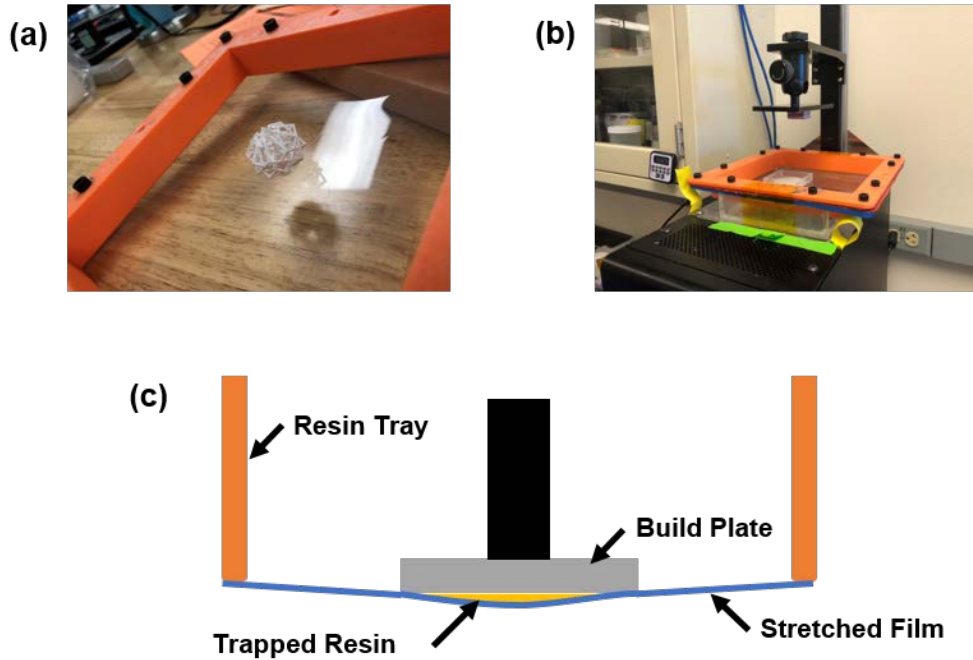 (a)
(b)
(c)
Resin Tray
Build Plate
Trapped Resin
Stretched Film